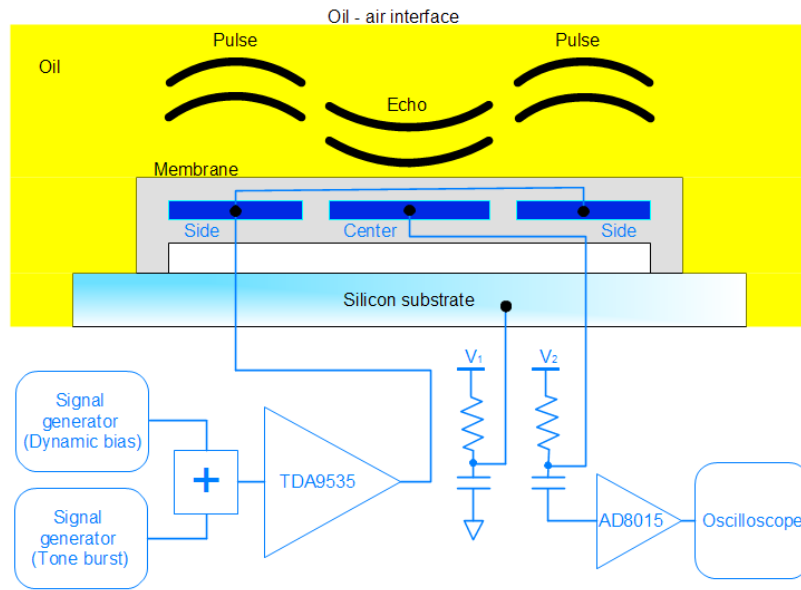 Oil - air interface
Pulse
Pulse
Oil
Echo
Membrane
Side
Center
Side
Silicon substrate
V1
V2
Signal
generator
(Dynamic bias)
+
TDA9535
Signal
generator
(Tone burst)
AD8015
Oscilloscope